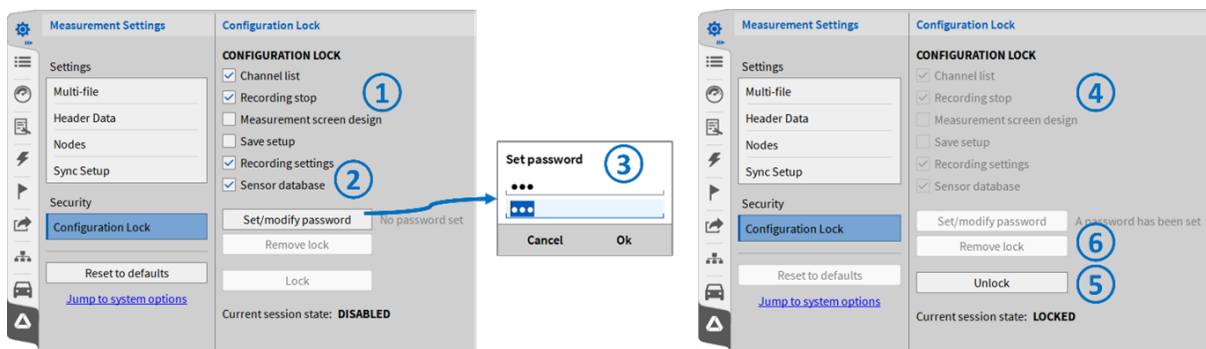 Measurement Settings
Configuration Lock
Settings
Multi-file
Header Data
Nodes
Sync Setup
Security
Configuration Lock
Reset to defaults
Jump to system options
CONFIGURATION LOCK
Channel list
Recording stop
1
Measurement screen design
Save setup
Recording settings
2
Sensor database
Set/modify password No password set
Remove lock
Lock
Current session state: DISABLED
Set password
3
Cancel Ok
Measurement Settings
Configuration Lock
Settings
Multi-file
Header Data
Nodes
Sync Setup
Security
Configuration Lock
Reset to defaults
Jump to system options
CONFIGURATION LOCK
Channel list
Recording stop
4
Measurement screen design
Save setup
Recording settings
Sensor database
Set/modify password A password has been set
Remove lock
6
Unlock
5
Current session state: LOCKED